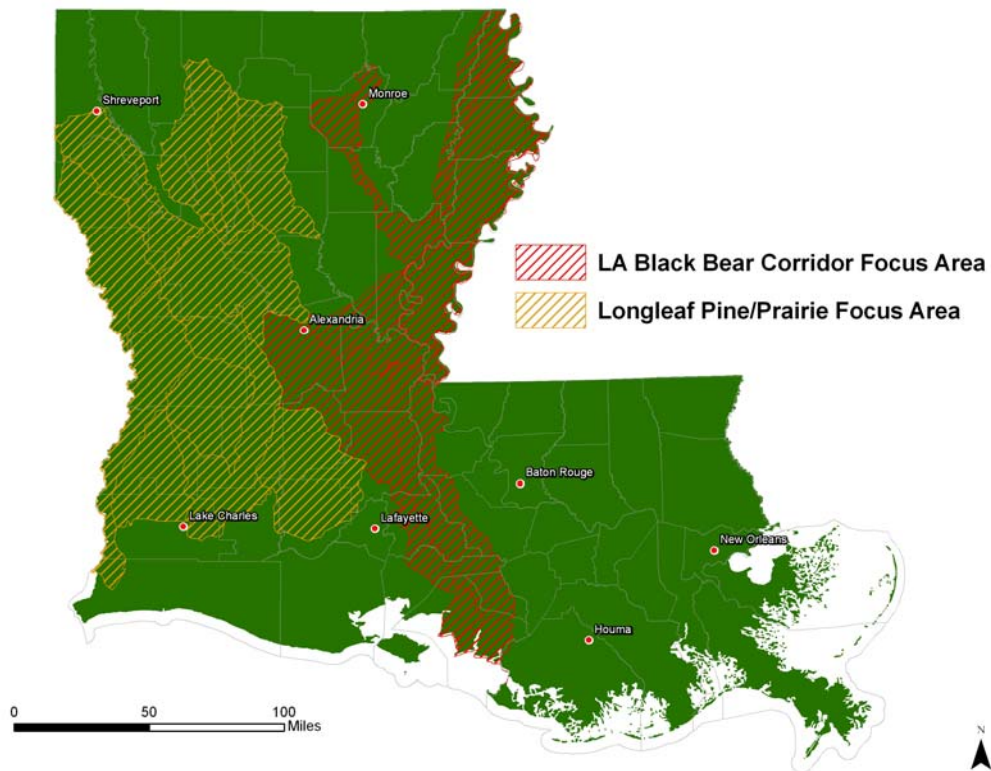 Shreveport
Monroe
LA Black Bear Corridor Focus Area
Longleaf Pine/Prairie Focus Area
Alexandria
Baton Rouge
Lake Charles
Lafayette
New Orleans
Houma
0 50 100
Miles
N